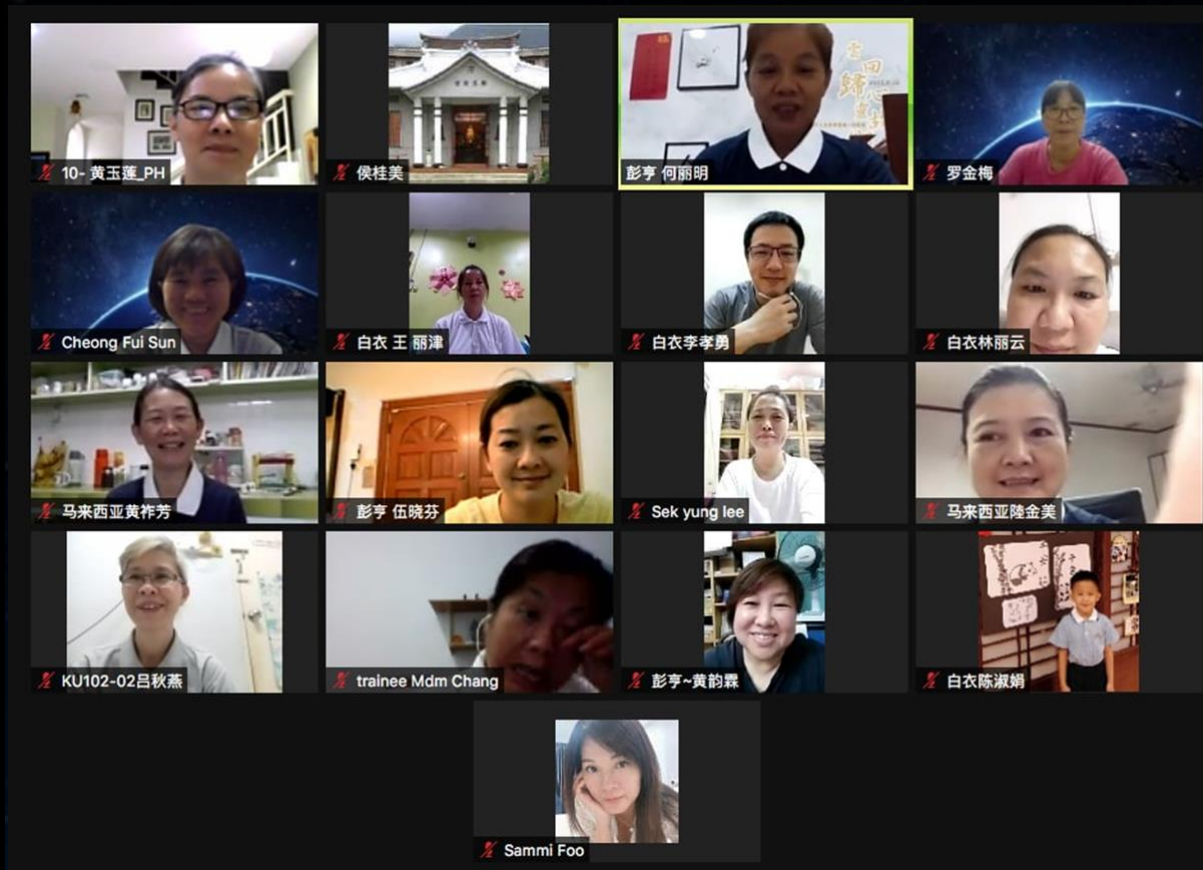 10- 黄玉莲_PH
侯桂美
彭亨 何丽明
罗金梅
Cheong Fui Sun
白衣 王 丽津
白衣李孝勇
白衣林丽云
马来西亚黄祚芳
彭亨 伍晓芬
Sek yung lee
马来西亚陸金美
KU102-02吕秋燕
trainee Mdm Chang
彭亨~黄韵霖
白衣陈淑娟
Sammi Foo